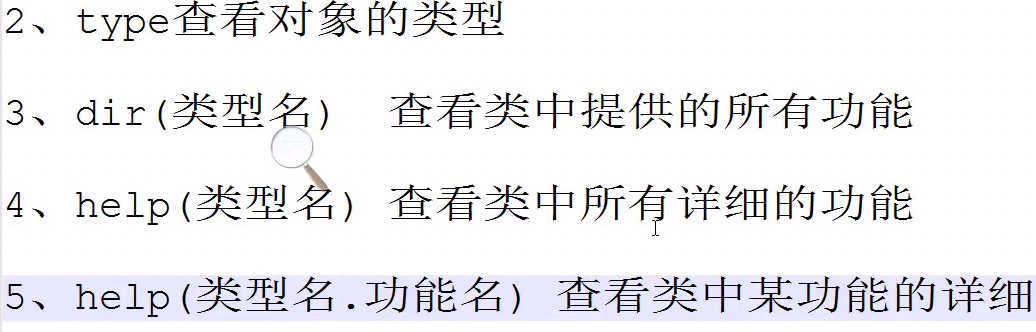 2、type查看对象的类型
3、dir(类型名) 查看类中提供的所有功能
4、help(类型名) 查看类中所有详细的功能
5、help(类型名.功能名) 查看类中某功能的详细